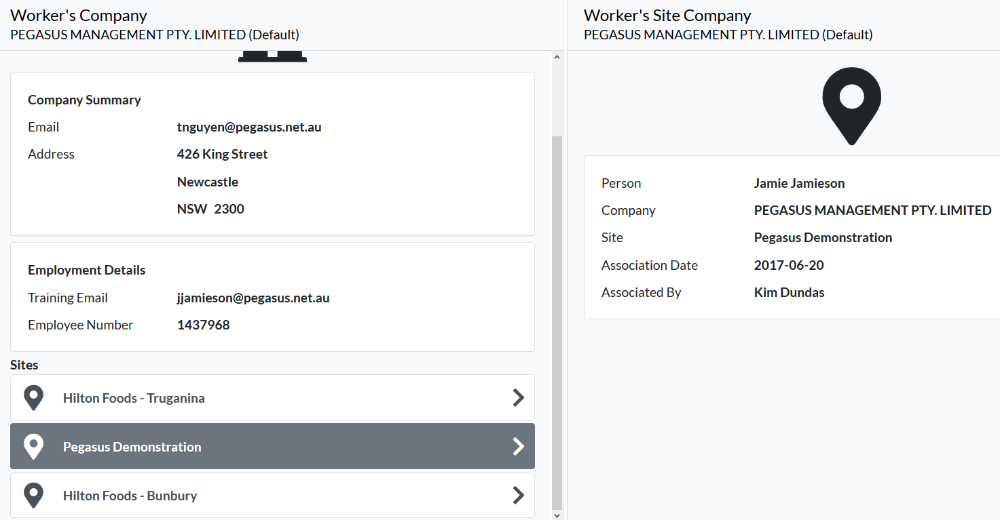 Worker's Company
PEGASUS MANAGEMENT PTY. LIMITED (Default)
Company Summary
Email tnguyen@pegasus.net.au
Address 426 King Street
Newcastle
NSW 2300
Employment Details
Training Email jjamieson@pegasus.net.au
Employee Number 1437968
Sites
Hilton Foods - Truganina
Pegasus Demonstration
Hilton Foods - Bunbury
Worker's Site Company
PEGASUS MANAGEMENT PTY. LIMITED (Default)
Person Jamie Jamieson
Company PEGASUS MANAGEMENT PTY. LIMITED
Site Pegasus Demonstration
Association Date 2017-06-20
Associated By Kim Dundas